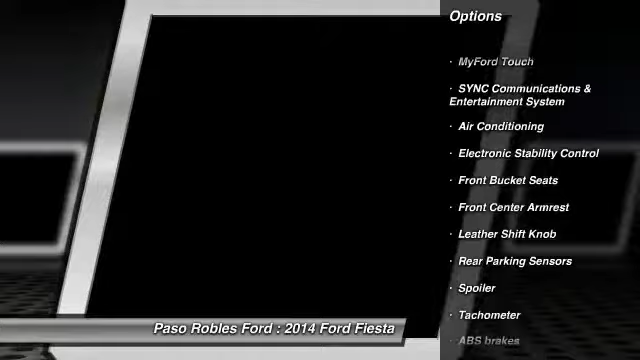 Options
· MyFord Touch
· SYNC Communications &
Entertainment System
· Air Conditioning
· Electronic Stability Control
· Front Bucket Seats
· Front Center Armrest
· Leather Shift Knob
· Rear Parking Sensors
· Spoiler
· Tachometer
· ABS brakes
Paso Robles Ford : 2014 Ford Fiesta